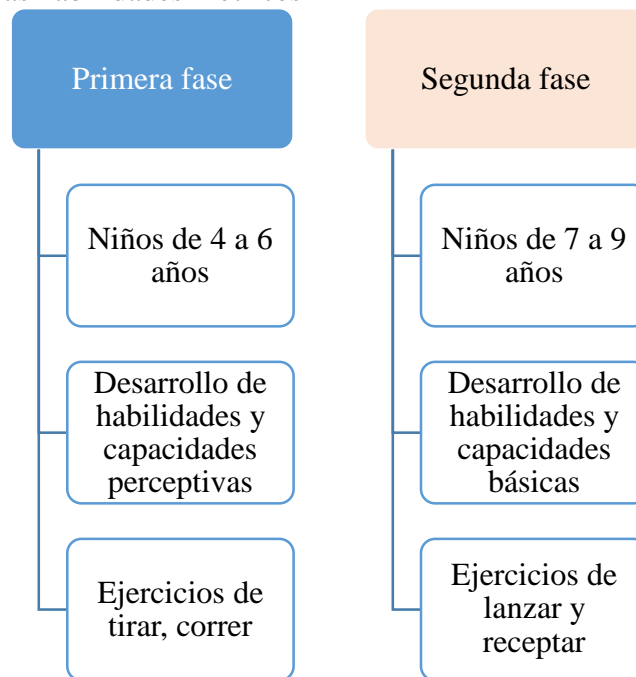 Primera fase
Niños de 4 a 6
años
Desarrollo de
habilidades y
capacidades
perceptivas
Ejercicios de
tirar, correr
Segunda fase
Niños de 7 a 9
años
Desarrollo de
habilidades y
capacidades
básicas
Ejercicios de
lanzar y
receptar